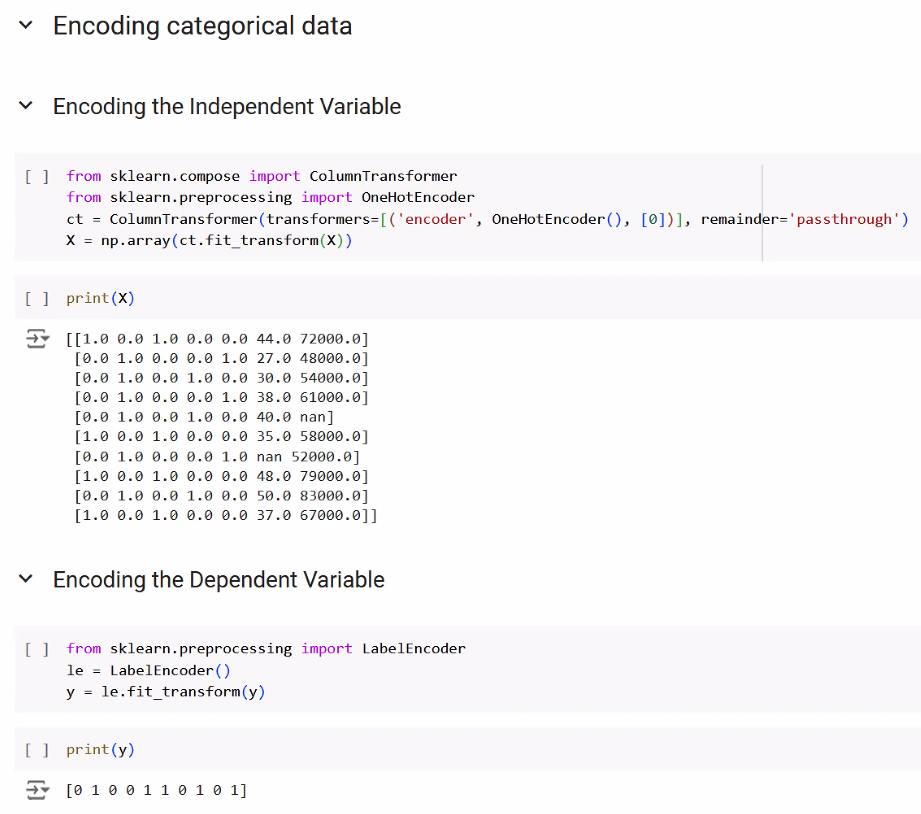 Encoding categorical data
Encoding the Independent Variable
[ ] from sklearn.compose import ColumnTransformer
from sklearn.preprocessing import OneHotEncoder
ct = ColumnTransformer(transformers=[('encoder', OneHotEncoder(), [0])], remainder='passthrough')
X = np.array(ct.fit_transform(X))
[ ] print(X)
[[1.0 0.0 1.0 0.0 0.0 44.0 72000.0]
[0.0 1.0 0.0 0.0 1.0 27.0 48000.0]
[0.0 1.0 0.0 1.0 0.0 30.0 54000.0]
[0.0 1.0 0.0 0.0 1.0 38.0 61000.0]
[0.0 1.0 0.0 1.0 0.0 40.0 nan]
[1.0 0.0 1.0 0.0 0.0 35.0 58000.0]
[0.0 1.0 0.0 0.0 1.0 nan 52000.0]
[1.0 0.0 1.0 0.0 0.0 48.0 79000.0]
[0.0 1.0 0.0 1.0 0.0 50.0 83000.0]
[1.0 0.0 1.0 0.0 0.0 37.0 67000.0]]
Encoding the Dependent Variable
[ ] from sklearn.preprocessing import LabelEncoder
le = LabelEncoder()
y = le.fit_transform(y)
[ ] print(y)
[0 1 0 0 1 1 0 1 0 1]